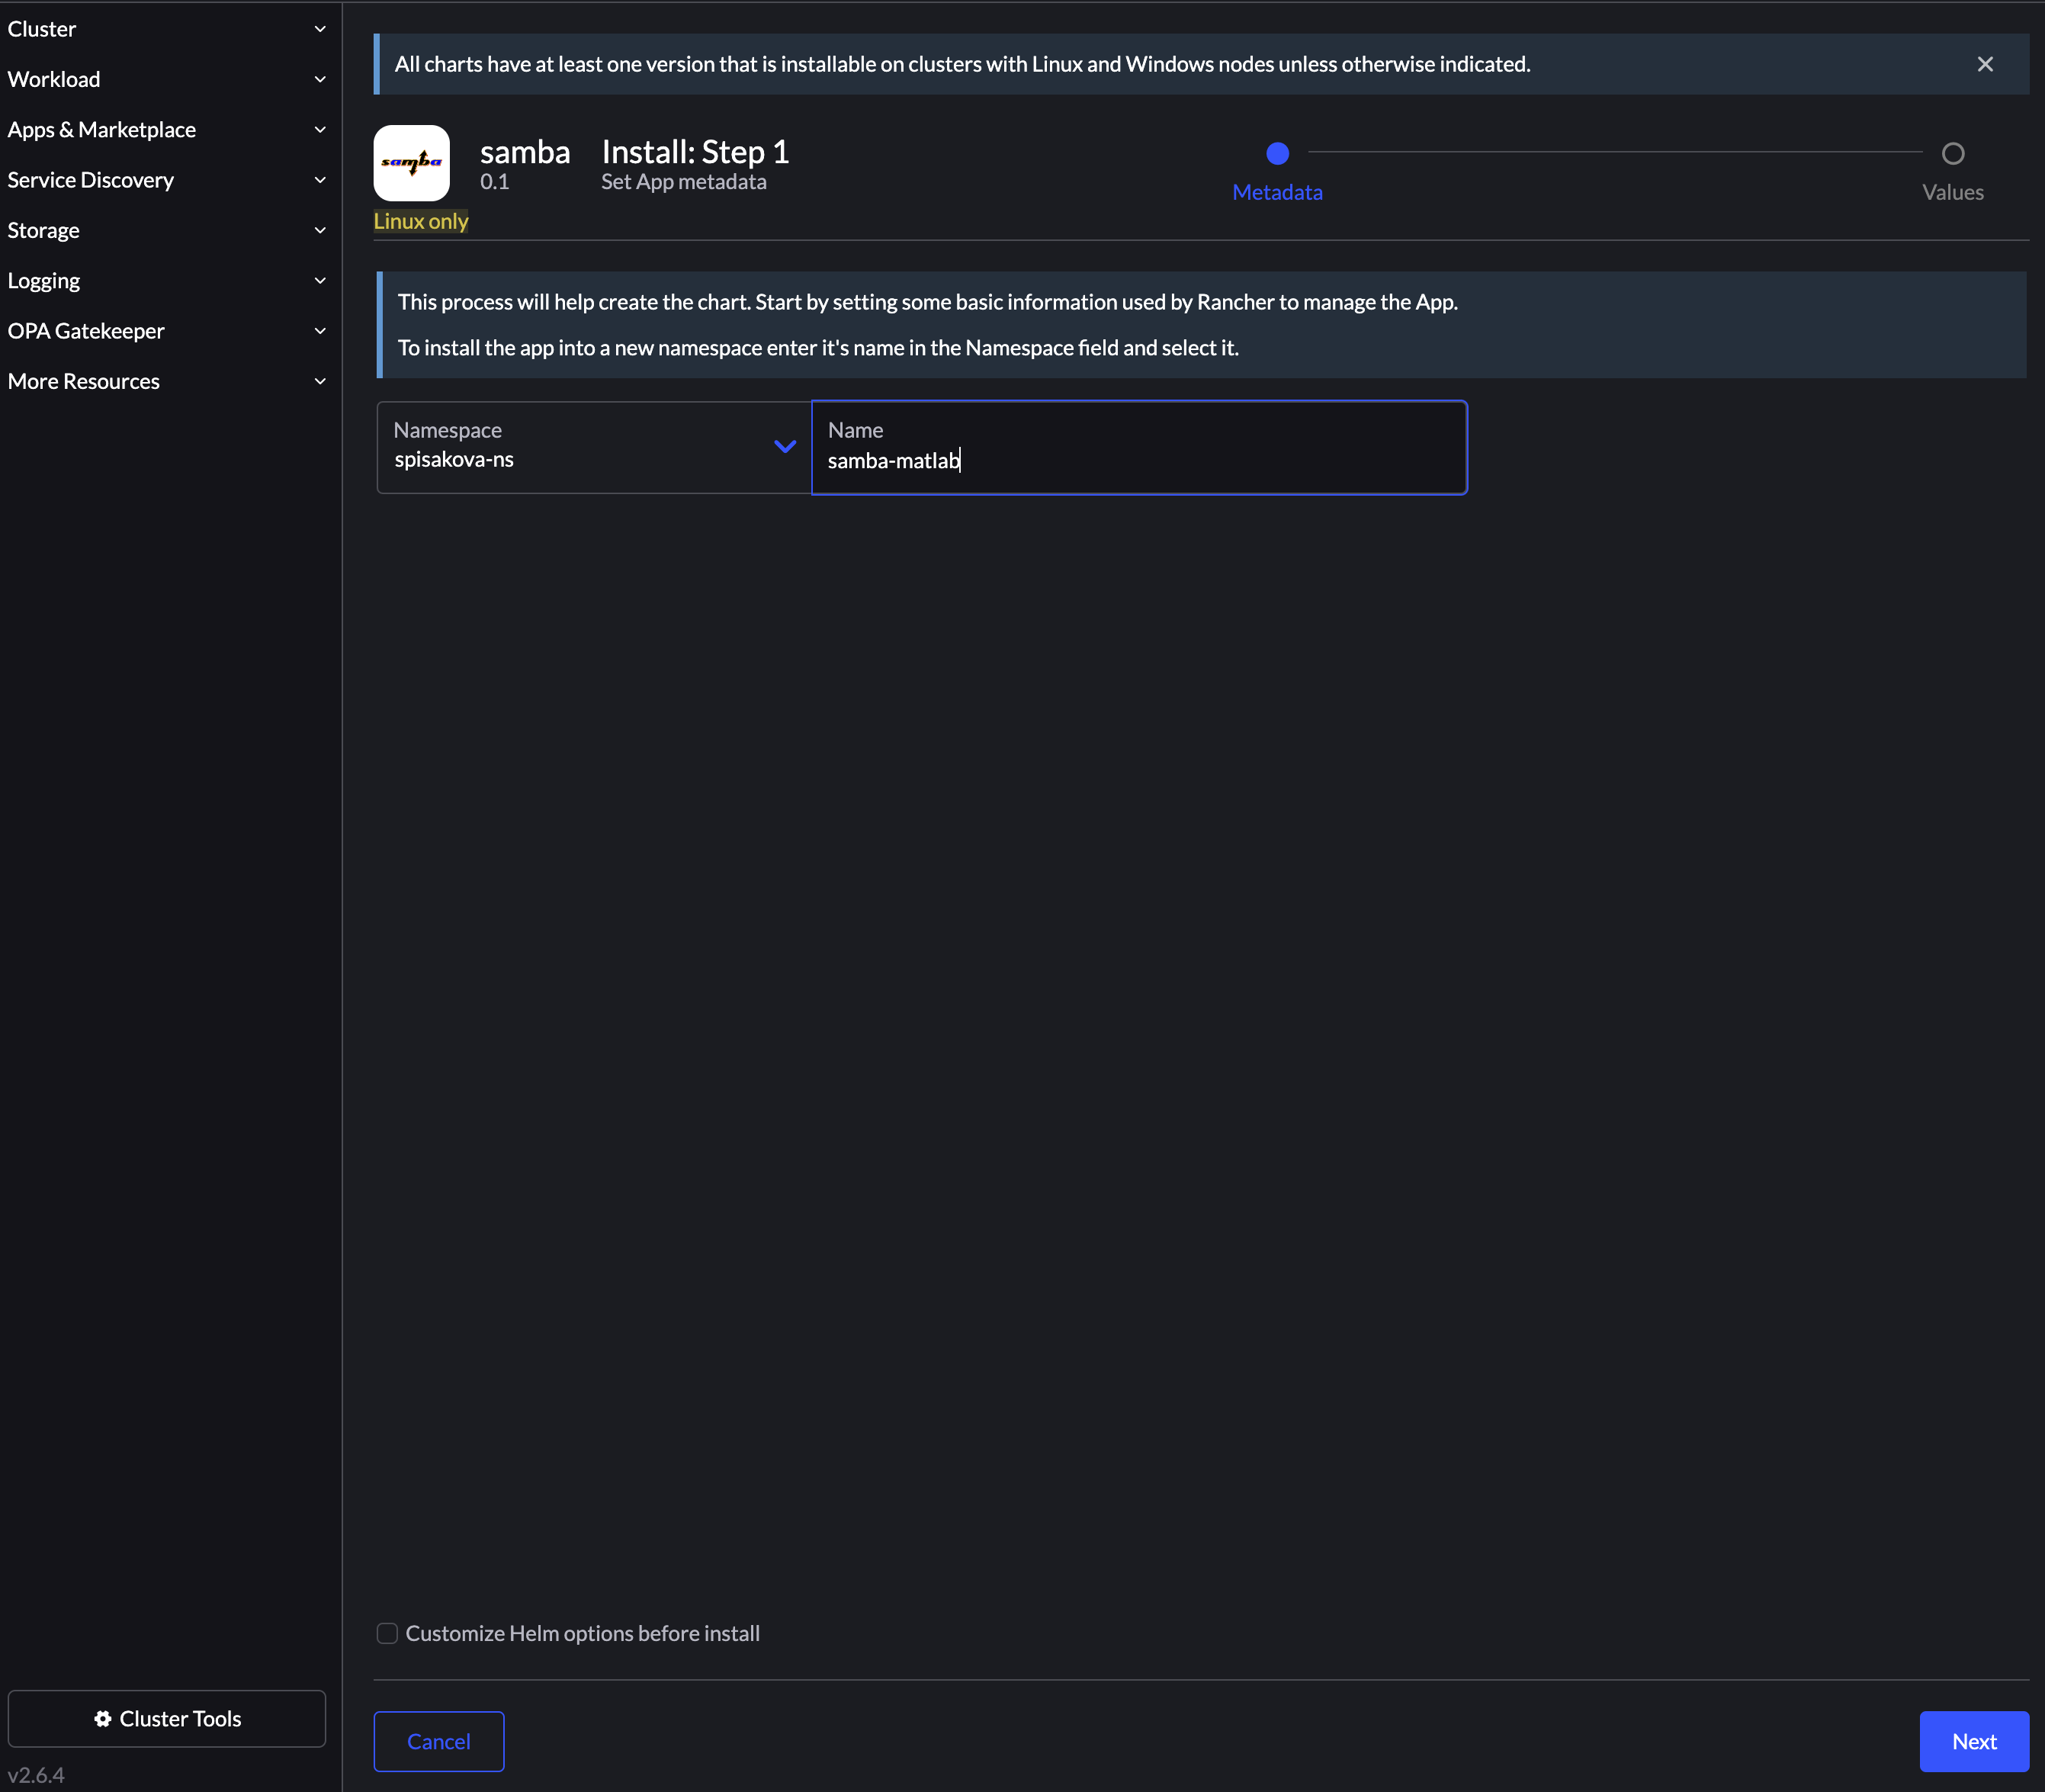 Cluster
Workload
Apps & Marketplace
Service Discovery
Storage
Logging
OPA Gatekeeper
More Resources
Cluster Tools
v2.6.4
All charts have at least one version that is installable on clusters with Linux and Windows nodes unless otherwise indicated.
samba
samba
0.1
Linux only
Install: Step 1
Set App metadata
Metadata
Values
This process will help create the chart. Start by setting some basic information used by Rancher to manage the App.
To install the app into a new namespace enter it's name in the Namespace field and select it.
Namespace
spisakova-ns
Name
samba-matlab
Customize Helm options before install
Cancel
Next